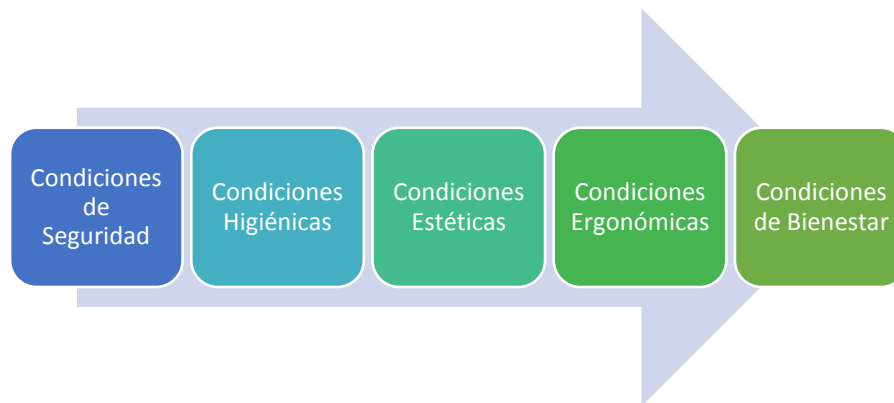 Condiciones
de
Seguridad
Condiciones
Higiénicas
Condiciones
Estéticas
Condiciones
Ergonómicas
Condiciones
de Bienestar